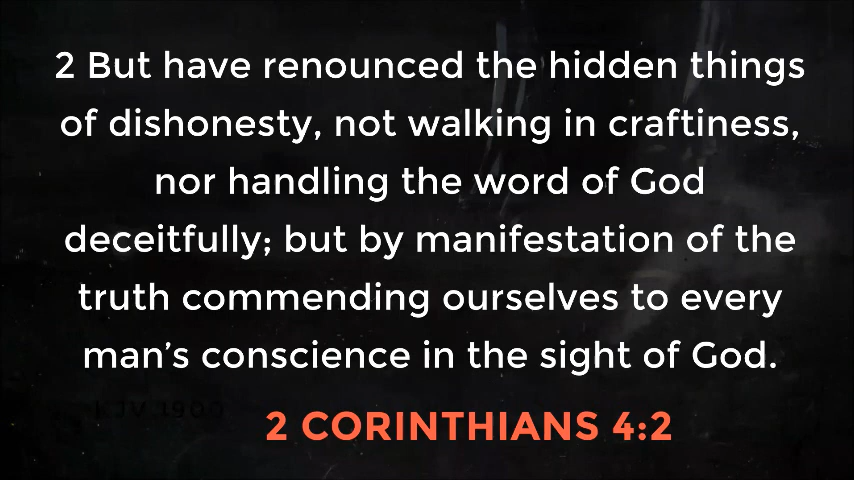 2 But have renounced the hidden things
of dishonesty, not walking in craftiness,
nor handling the word of God
deceitfully; but by manifestation of the
truth commending ourselves to every
man’s conscience in the sight of God.
KJV 1900
2 CORINTHIANS 4:2